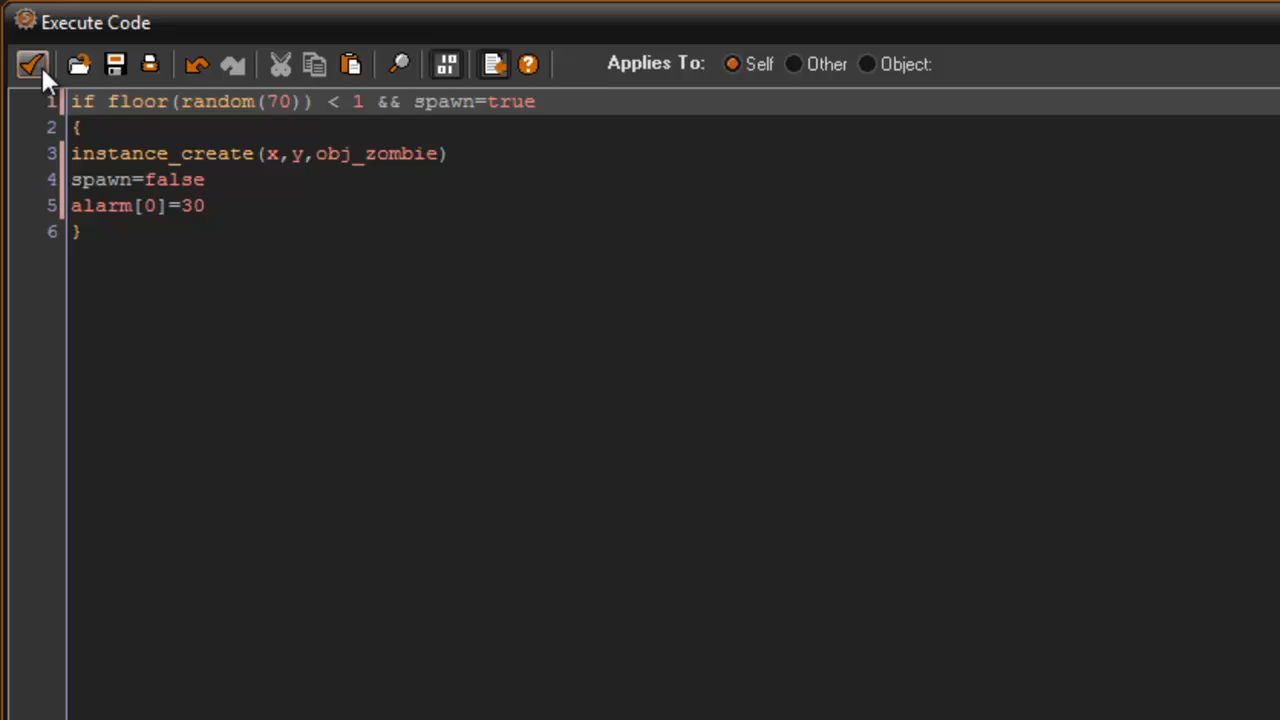 Execute Code
Applies To: Self Other Object:
1 if floor(random(70)) < 1 && spawn=true
2 {
3 instance_create(x,y,obj_zombie)
4 spawn=false
5 alarm[0]=30
6 }